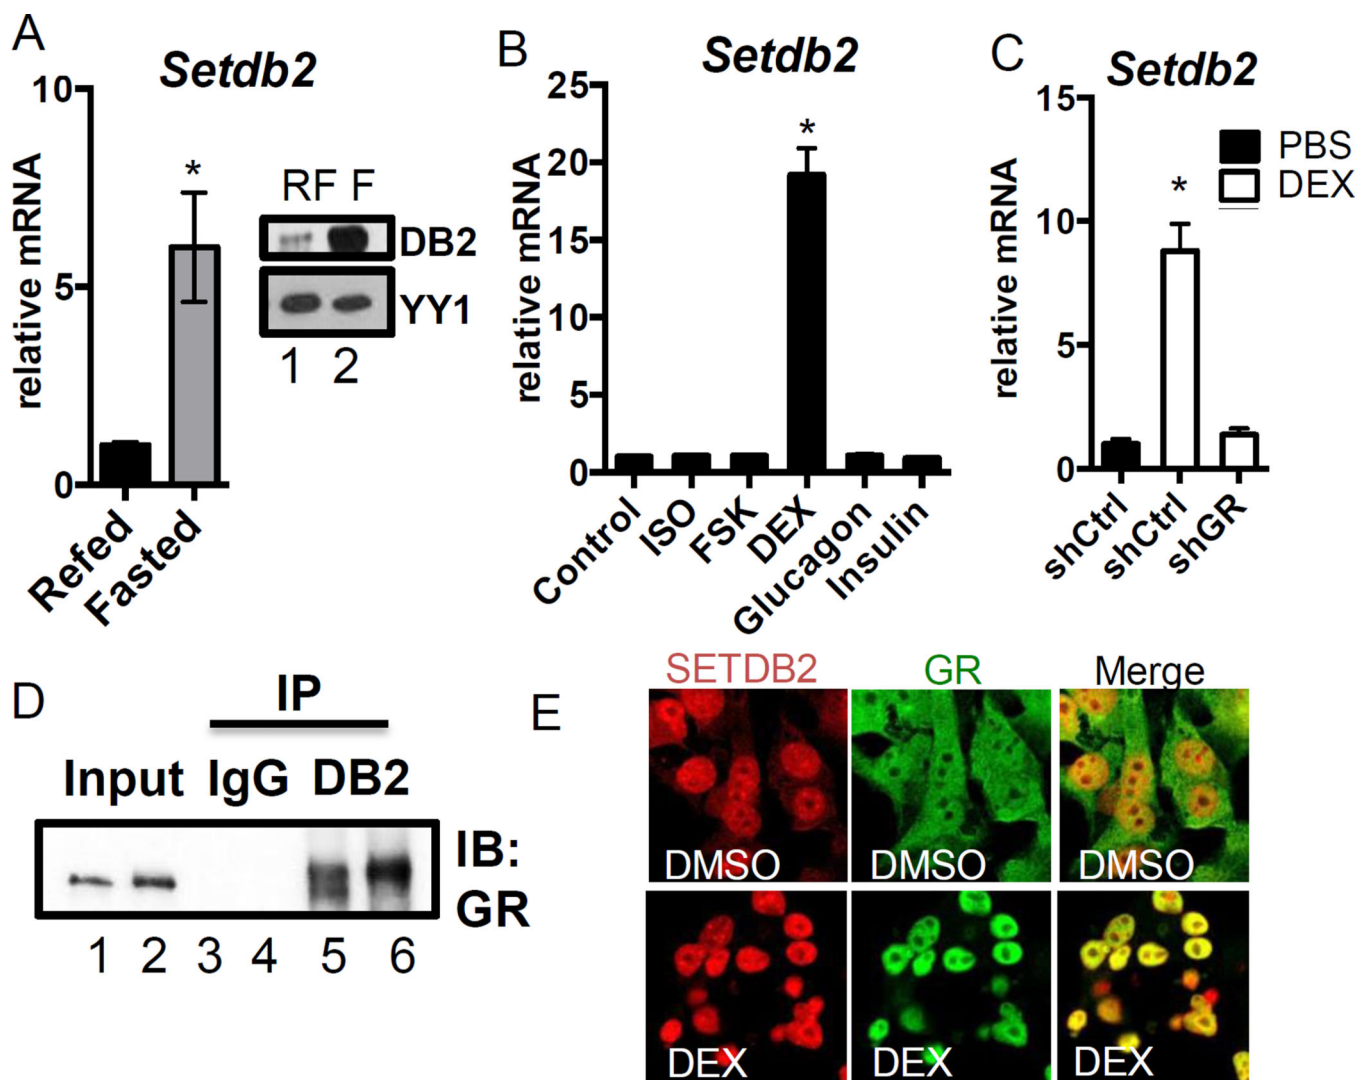 A
Setdb2
relative mRNA
10
5
0
*
Refed
Fasted
RF F
DB2
YY1
1 2
B
Setdb2
relative mRNA
25
20
15
10
5
0
*
Control
ISO
FSK
DEX
Glucagon
Insulin
C
Setdb2
relative mRNA
15
10
5
0
*
PBS
DEX
shCtrl
shCtrl
shGR
D
IP
Input IgG DB2
IB:
GR
1 2 3 4 5 6
E
SETDB2 GR Merge
DMSO DMSO DMSO
DEX DEX DEX